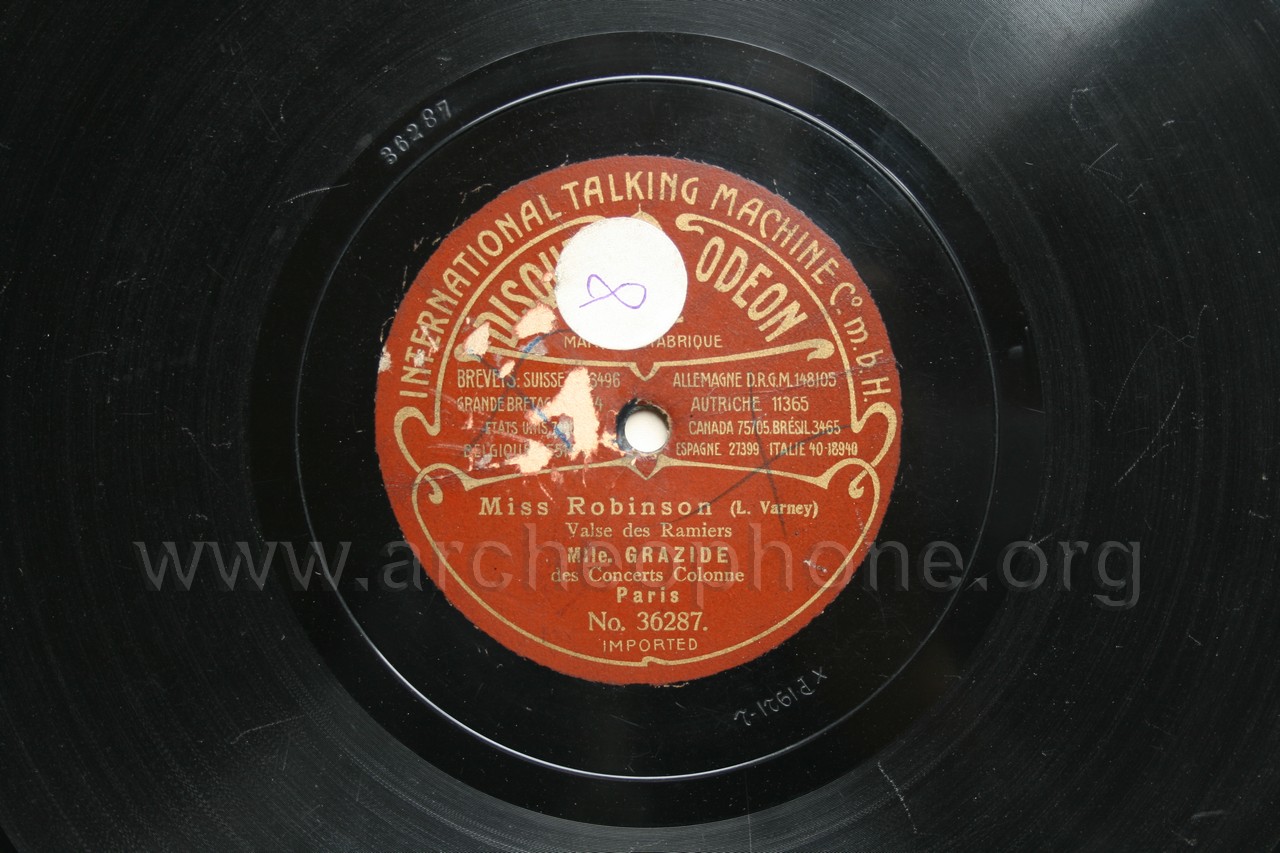 36287
INTERNATIONAL TALKING MACHINE Co. m. b. H.
ODEON
8
BREVETS: SUISSE
ALLEMAGNE D.R.G.M. 148105
AUTRICHE 11365
CANADA 75705. BRÉSIL 3465
ESPAGNE 27399 ITALIE 40·18940
Miss Robinson (L. Varney)
Valse des Ramiers
Mlle. GRAZIDE
des Concerts Colonne
Paris
No. 36287.
IMPORTED
xP1921-2
www.archeophone.org